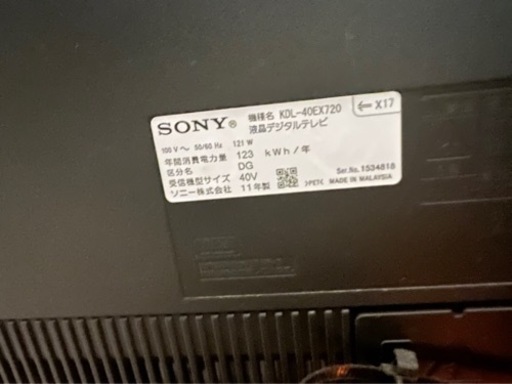 SONY® 機種名 KDL-40EX720
液晶デジタルテレビ
←X17
100 V～ 50/60 Hz 121 W
年間消費電力量 123 kWh/年
区分名 DG
受信機型サイズ 40V
ソニー株式会社 11年製
Ser.No. 1534818
MADE IN MALAYSIA